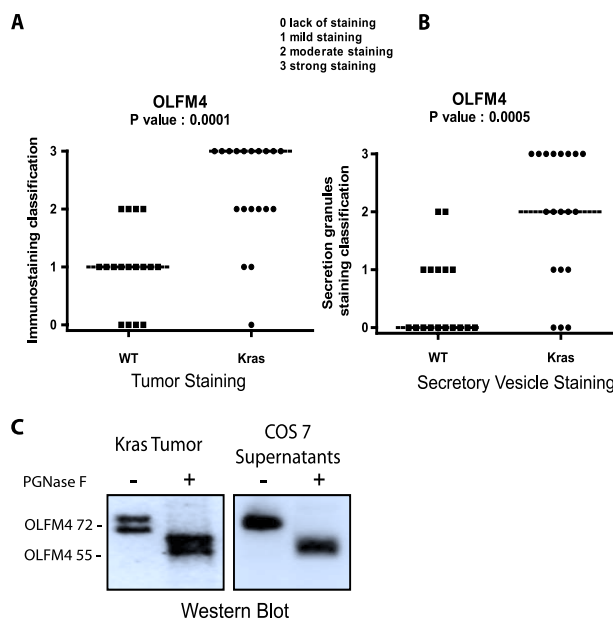 A
0 lack of staining
1 mild staining
2 moderate staining
3 strong staining
B
OLFM4
P value : 0.0001
Immunostaining classification
3
2
1
0
WT
Kras
Tumor Staining
OLFM4
P value : 0.0005
Secretion granules
staining classification
3
2
1
0
WT
Kras
Secretory Vesicle Staining
C
Kras Tumor
COS 7
Supernatants
PGNase F
-
+
-
+
OLFM4 72 -
OLFM4 55 -
Western Blot